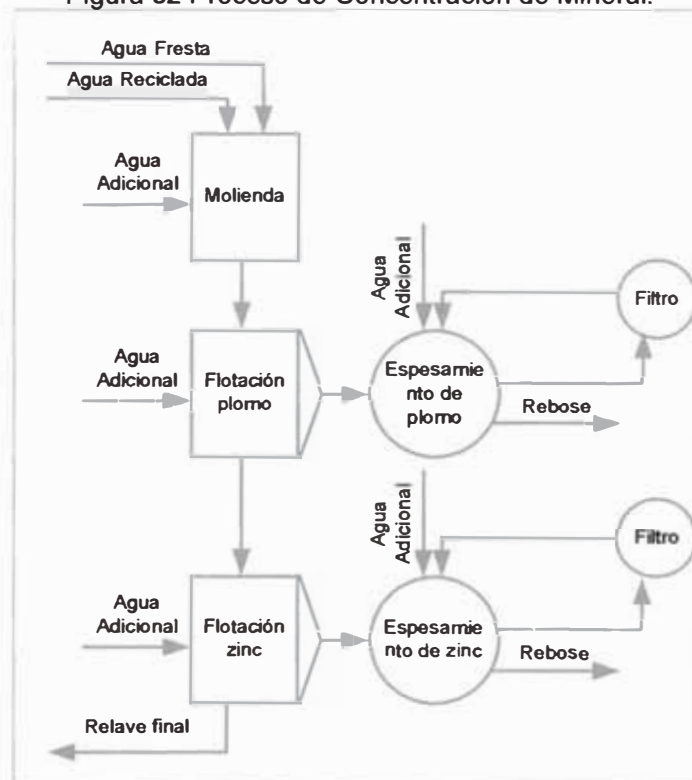 Figura 32 Proceso de Concentración de Mineral.
Agua Fresta
Agua Reciclada
Agua
Adicional
Molienda
Agua
Adicional
Filtro
Agua
Adicional
Flotación
plomo
Espesamie
nto de
plomo
Rebose
Agua
Adicional
Filtro
Agua
Adicional
Flotación
zinc
Espesamie
nto de zinc
Rebose
Relave final